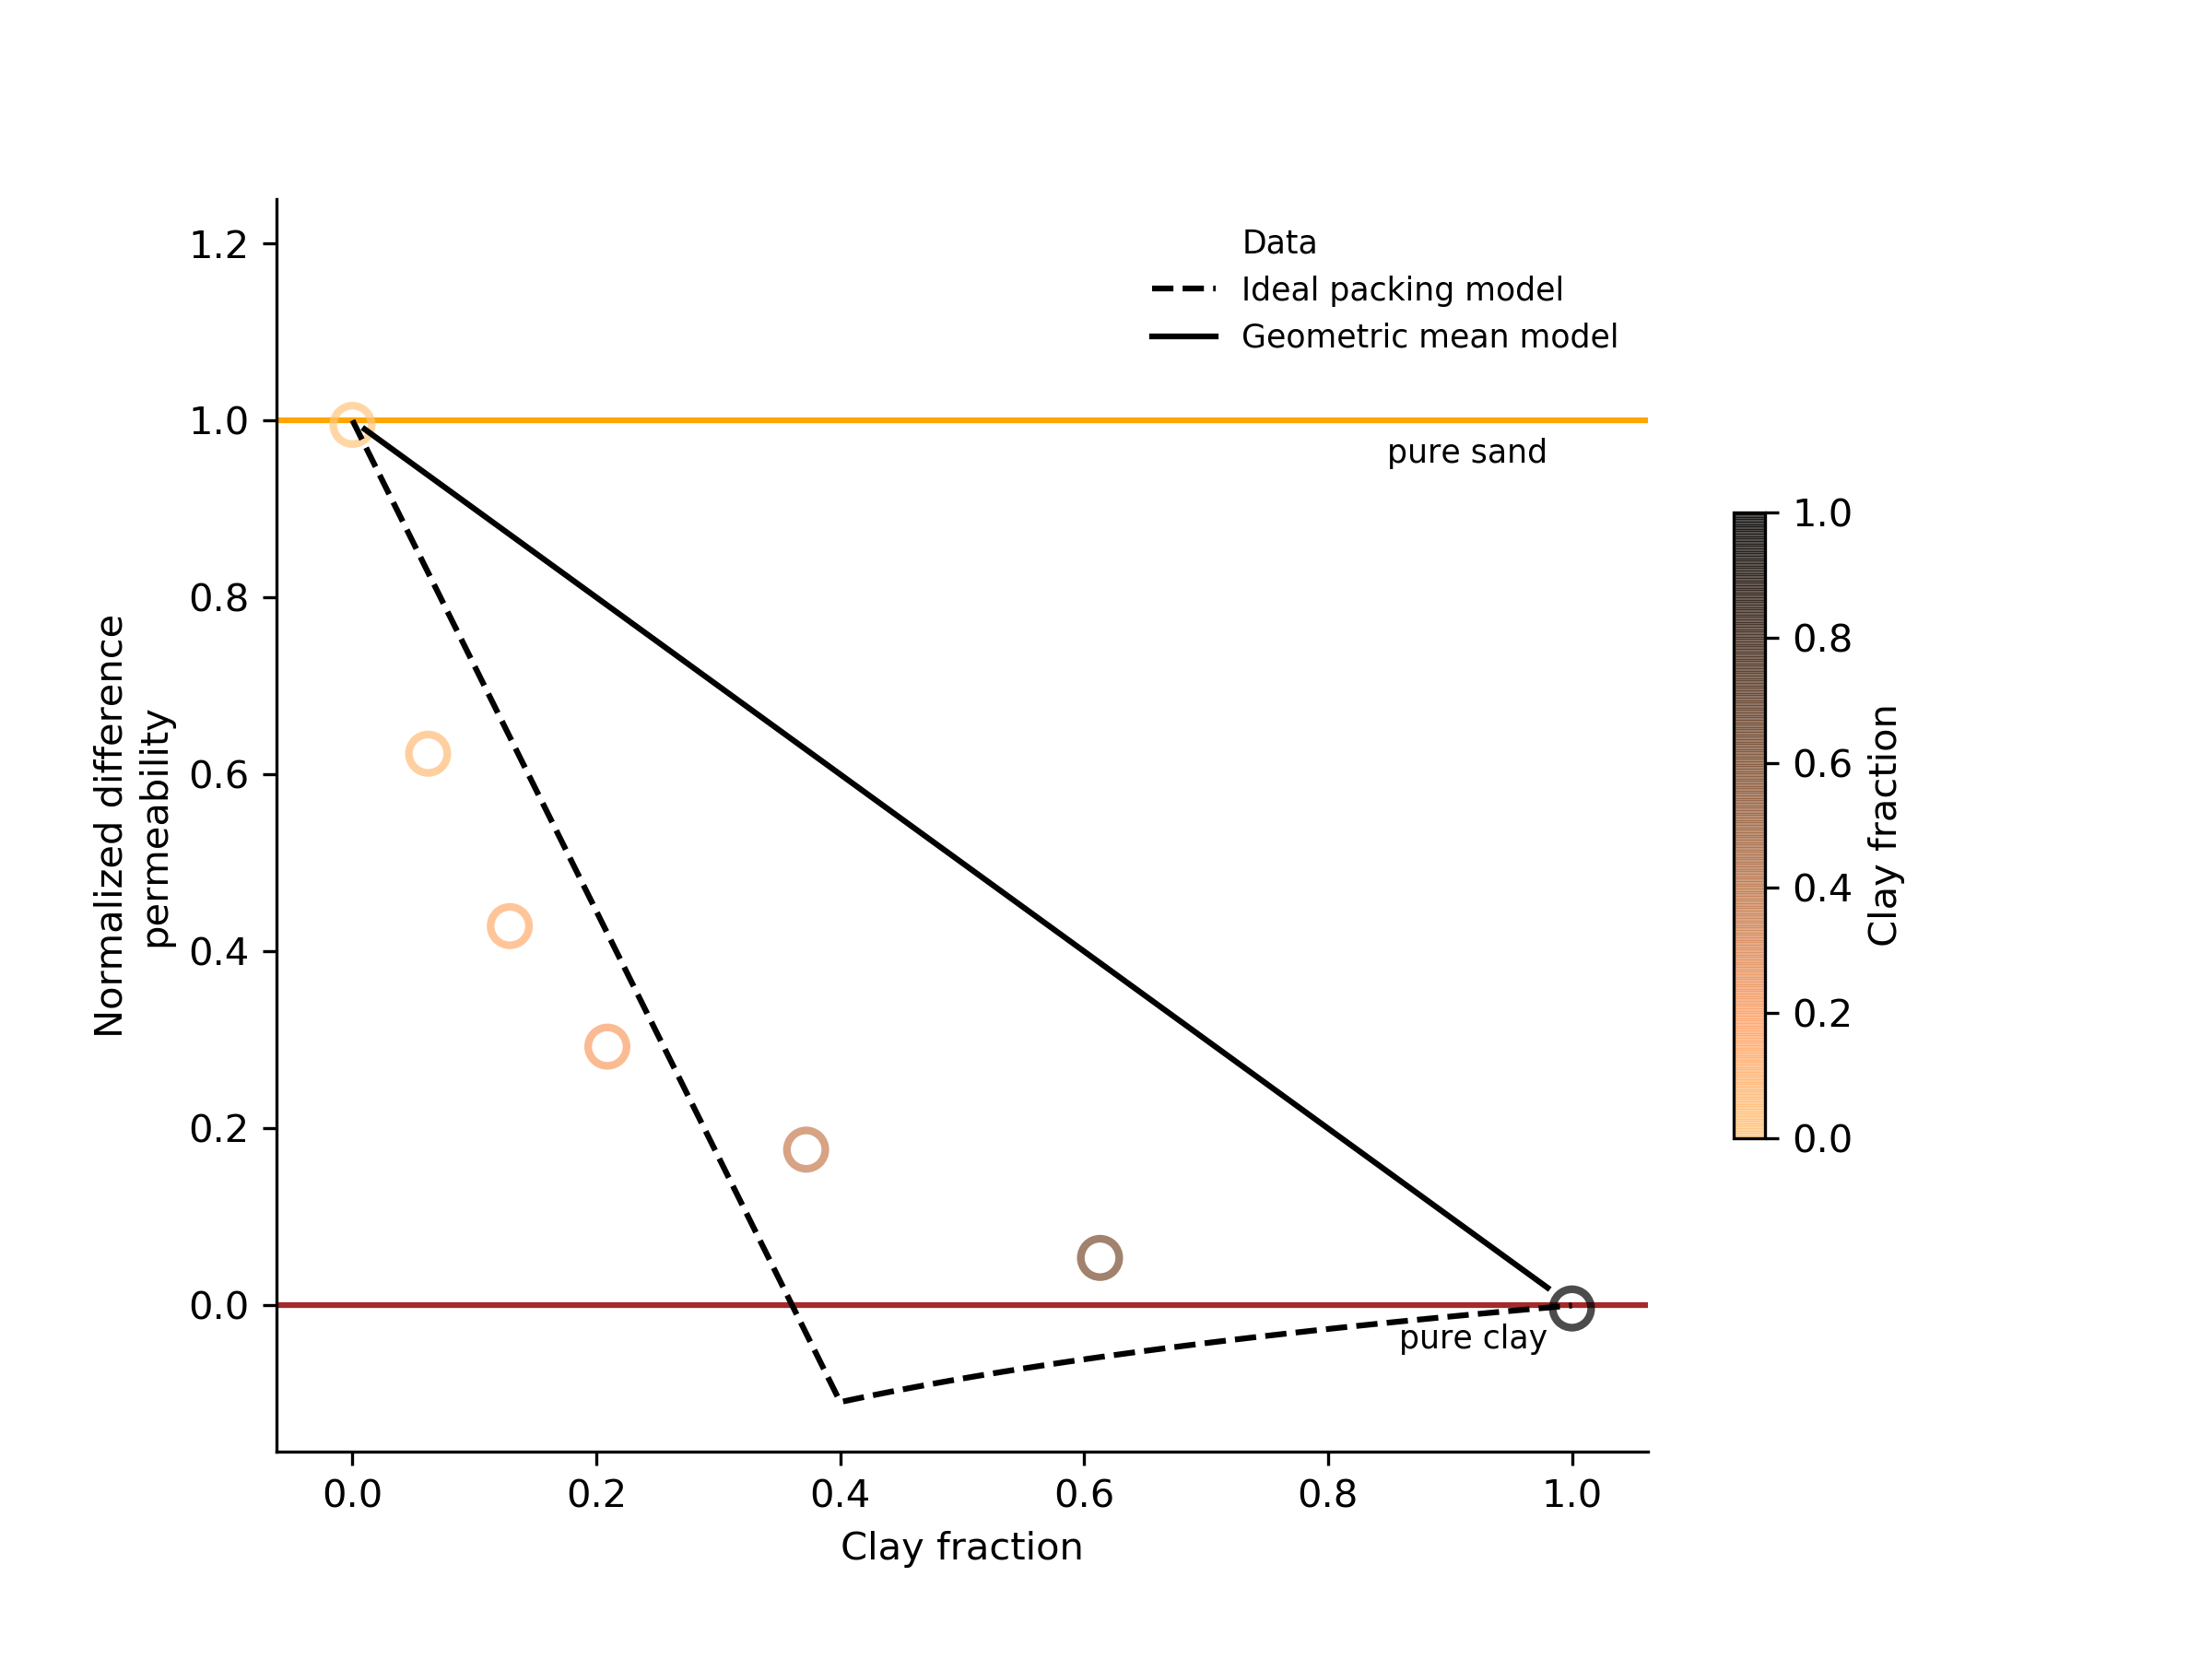 Data
Ideal packing model
Geometric mean model
1.2
1.0
0.8
0.6
0.4
0.2
0.0
Normalized difference
permeability
pure sand
pure clay
0.0 0.2 0.4 0.6 0.8 1.0
Clay fraction
1.0
0.8
0.6
0.4
0.2
0.0
Clay fraction